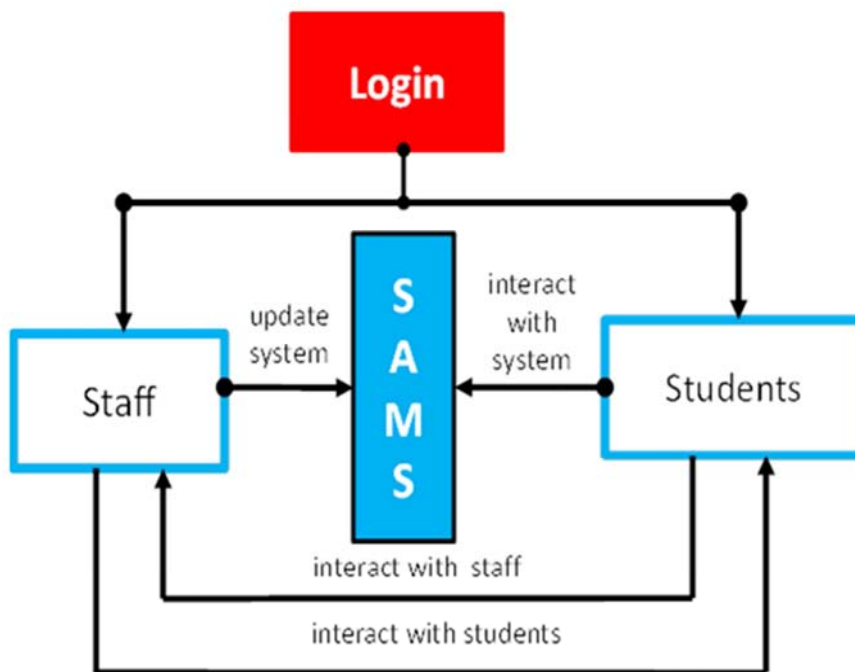 Login
update
system
S
A
M
S
interact
with
system
Staff
Students
interact with staff
interact with students